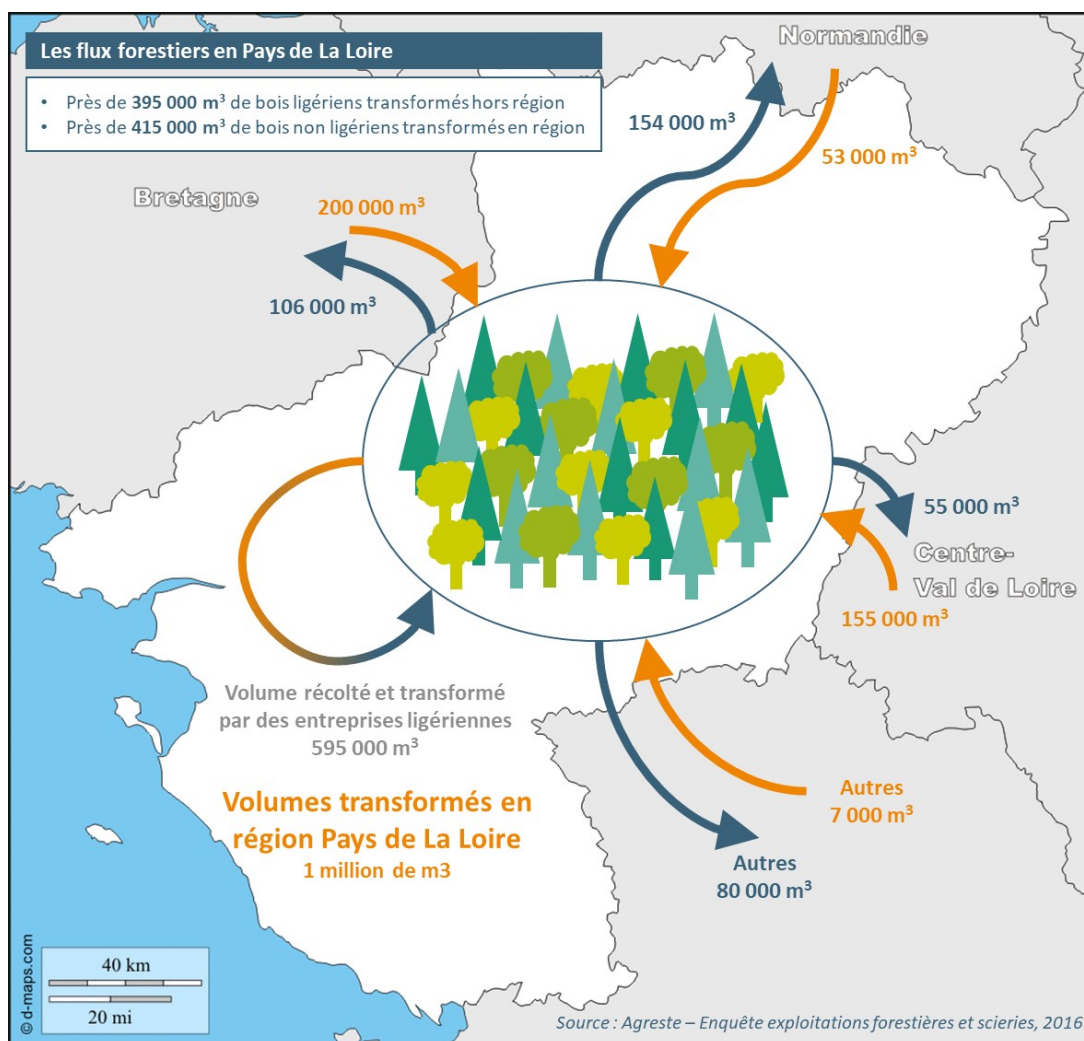 Les flux forestiers en Pays de La Loire
• Près de 395 000 m³ de bois ligériens transformés hors région
• Près de 415 000 m³ de bois non ligériens transformés en région
Normandie
154 000 m³
53 000 m³
Bretagne
200 000 m³
106 000 m³
55 000 m³
Centre-
Val de Loire
155 000 m³
Volume récolté et transformé
par des entreprises ligériennes
595 000 m³
Volumes transformés en
région Pays de La Loire
1 million de m3
Autres
7 000 m³
Autres
80 000 m³
40 km
20 mi
© d-maps.com
Source : Agreste – Enquête exploitations forestières et scieries, 2016